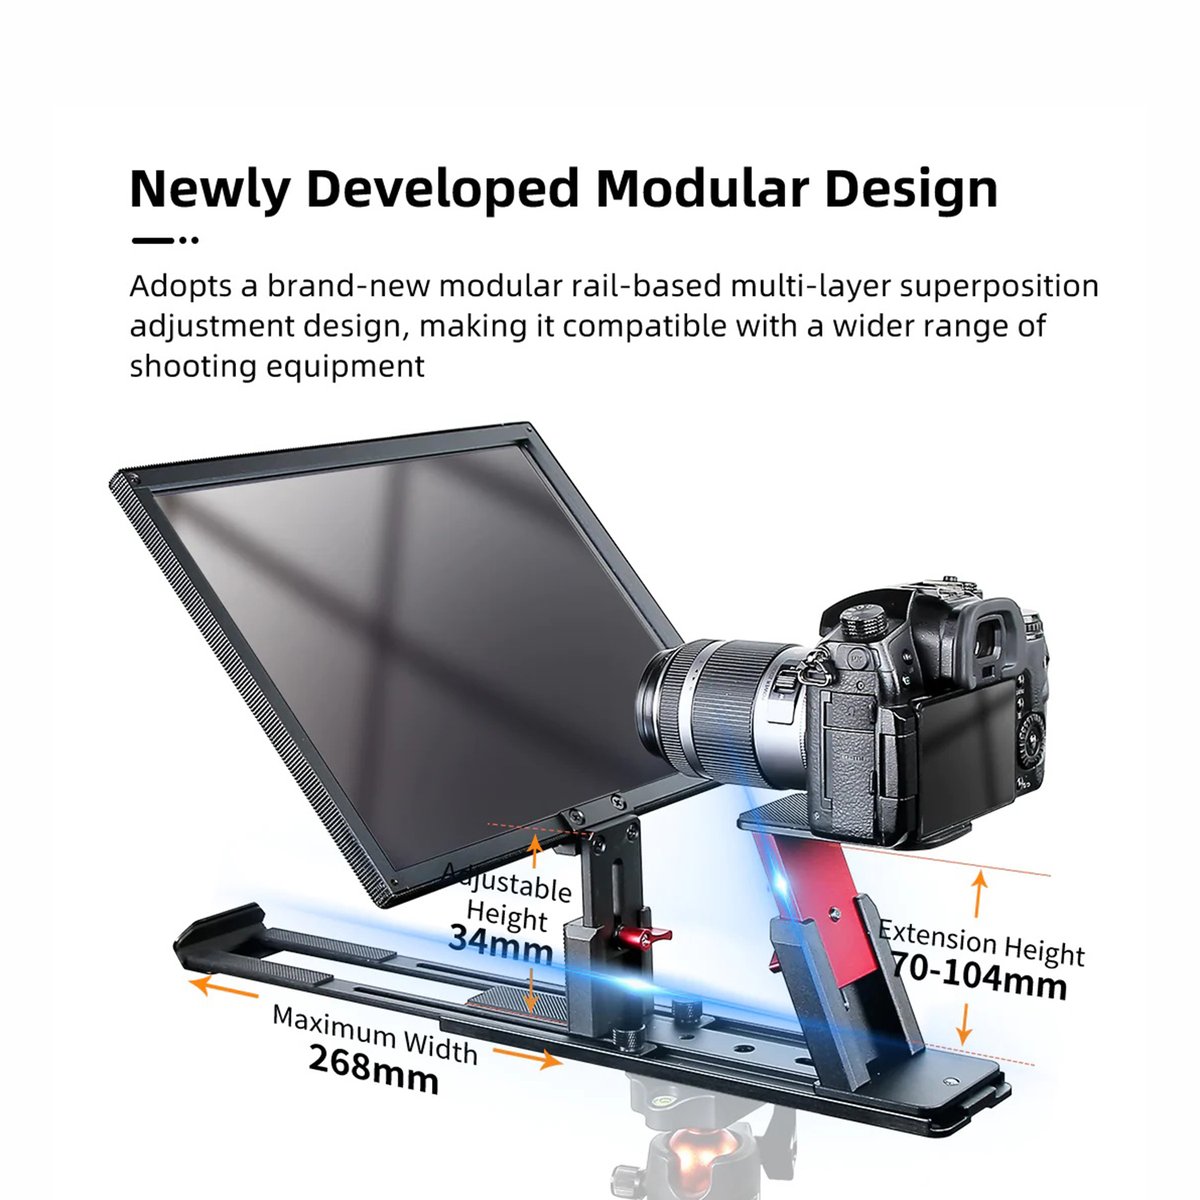 Newly Developed Modular Design
Adopts a brand-new modular rail-based multi-layer superposition
adjustment design, making it compatible with a wider range of
shooting equipment
Adjustable
Height
34mm
Extension Height
70-104mm
Maximum Width
268mm